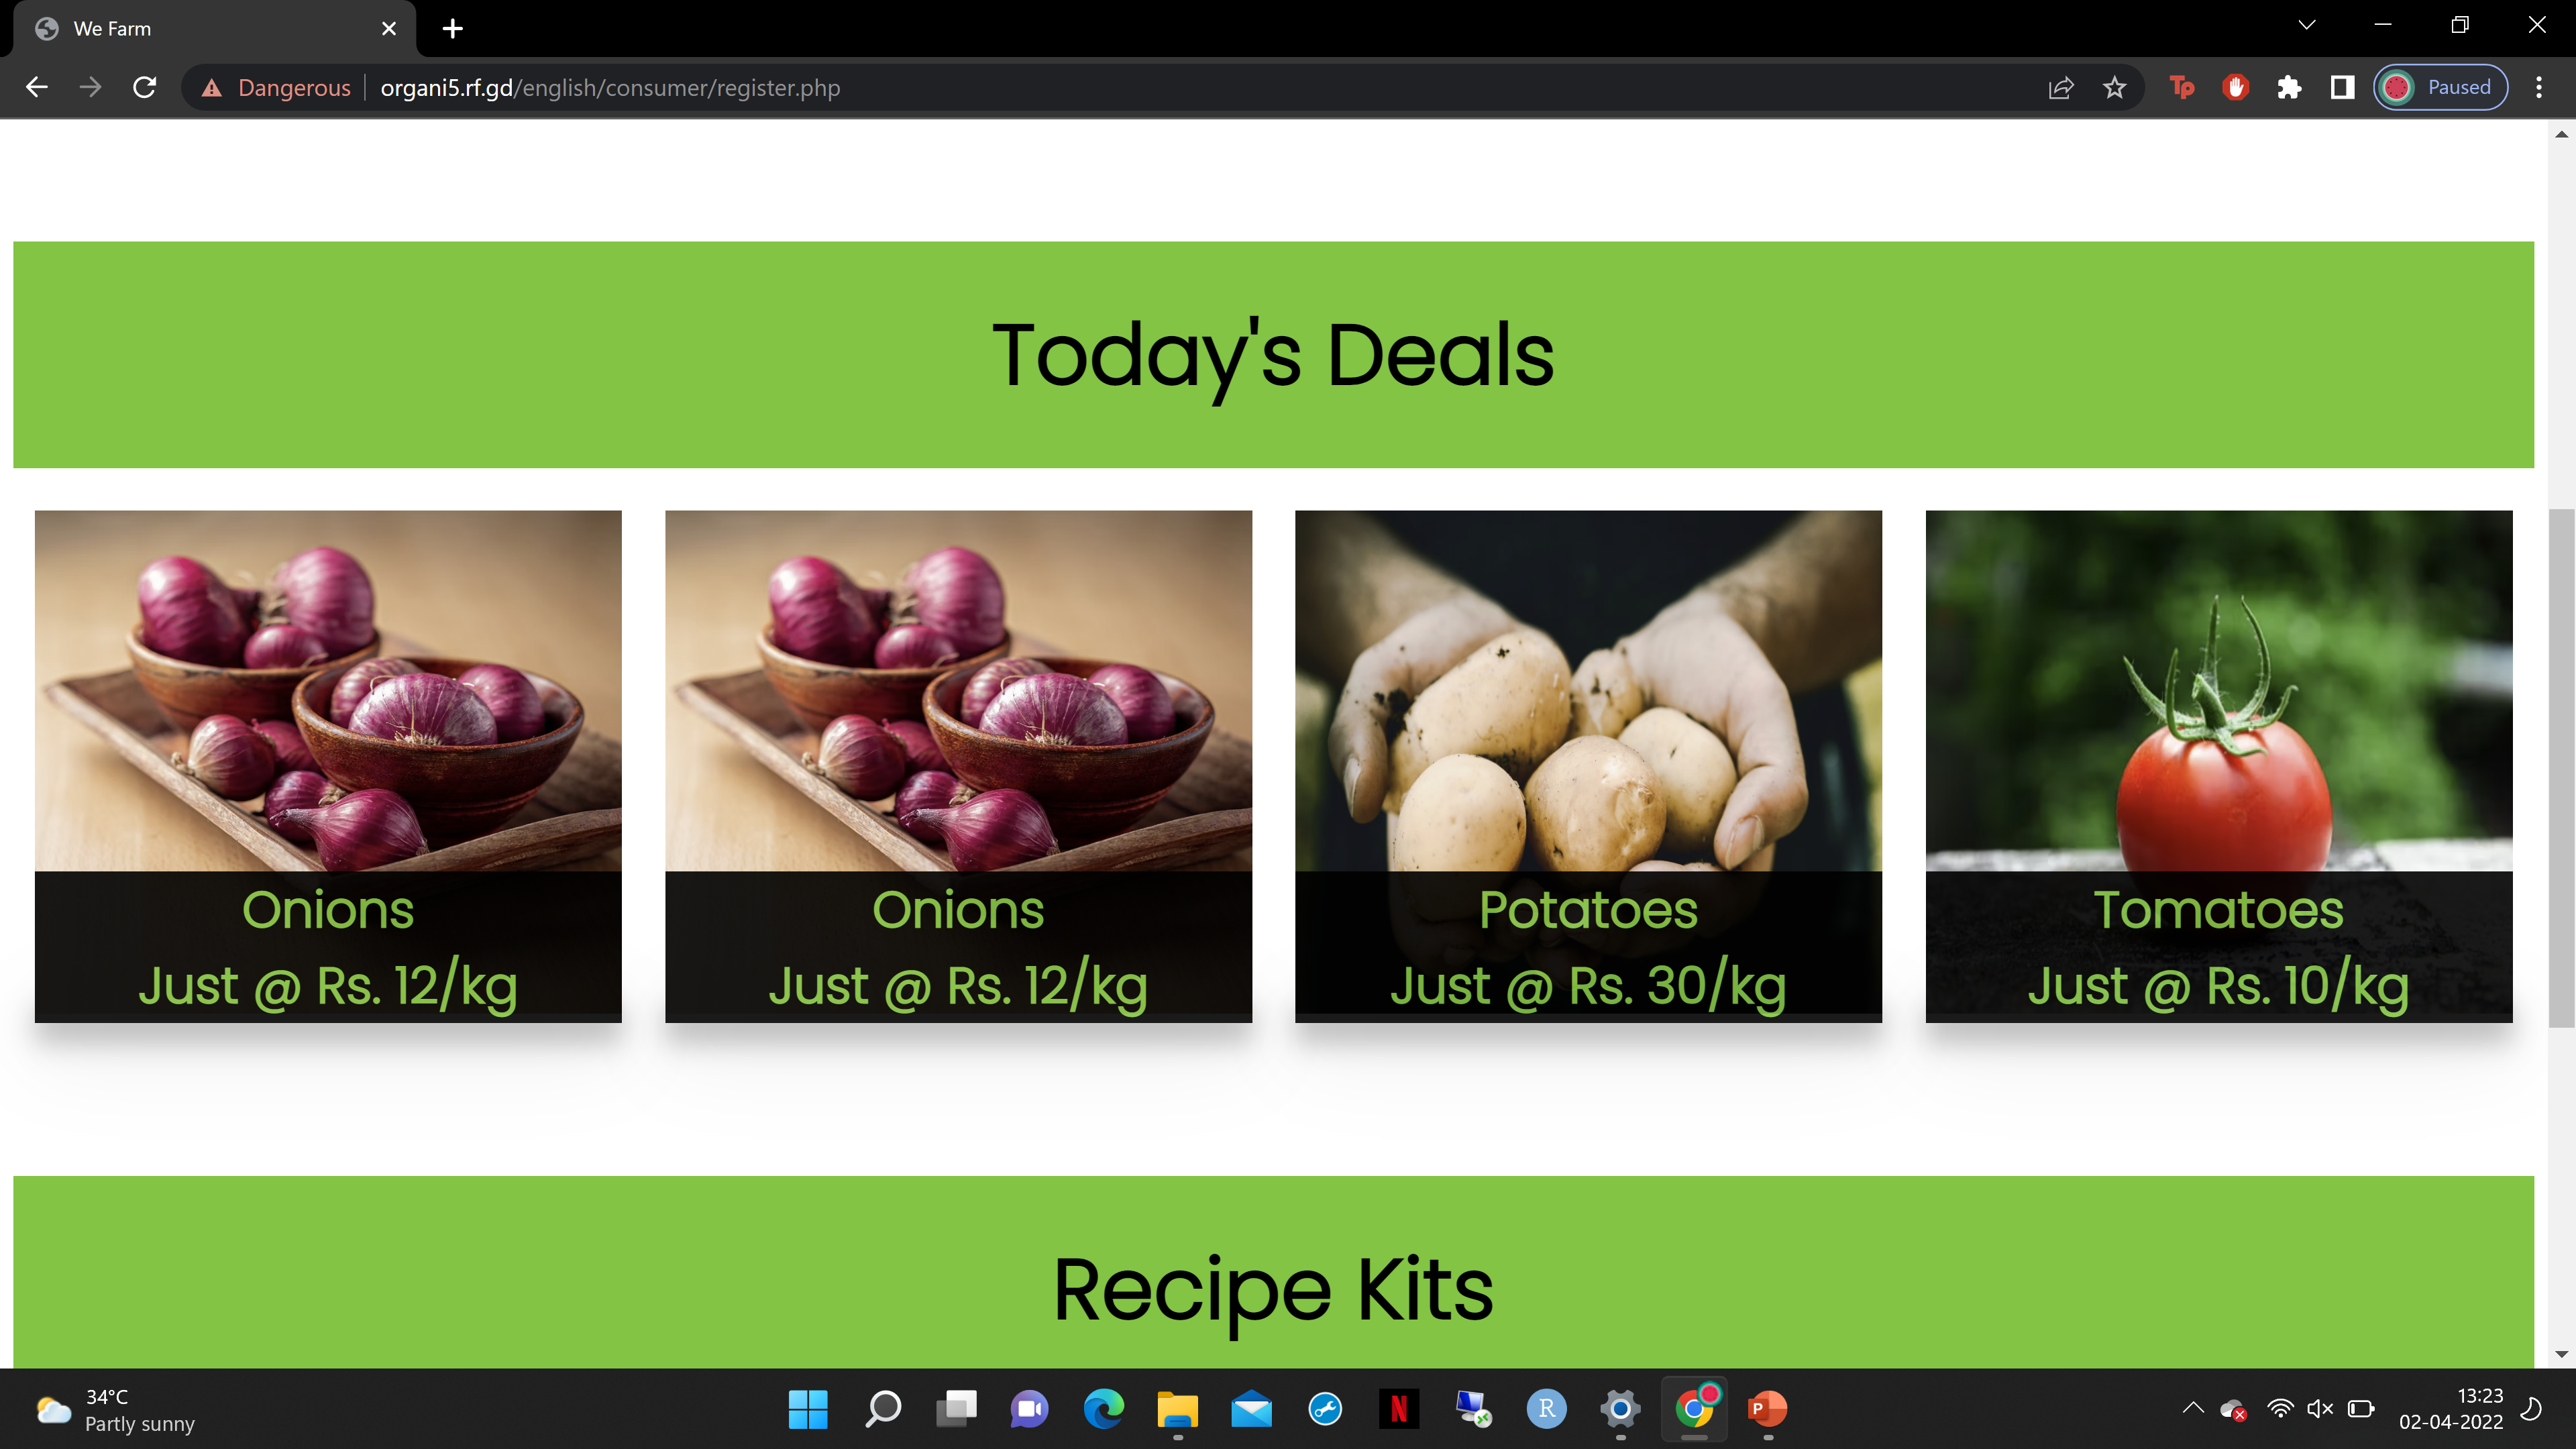 We Farm
Dangerous organi5.rf.gd/english/consumer/register.php
Tp
Paused
Today's Deals
Onions
Just @ Rs. 12/kg
Onions
Just @ Rs. 12/kg
Potatoes
Just @ Rs. 30/kg
Tomatoes
Just @ Rs. 10/kg
Recipe Kits
34°C
Partly sunny
N
R
P
13:23
02-04-2022